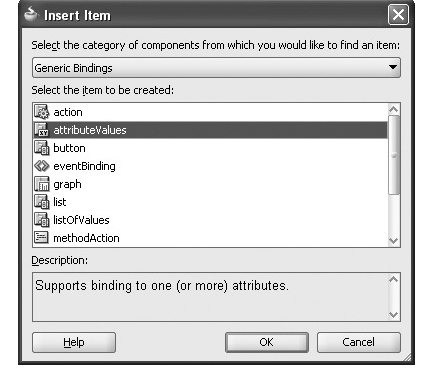 Insert Item
Select the category of components from which you would like to find an item:
Generic Bindings
Select the item to be created:
action
attributeValues
button
eventBinding
graph
list
listOfValues
methodAction
Description:
Supports binding to one (or more) attributes.
Help
OK
Cancel